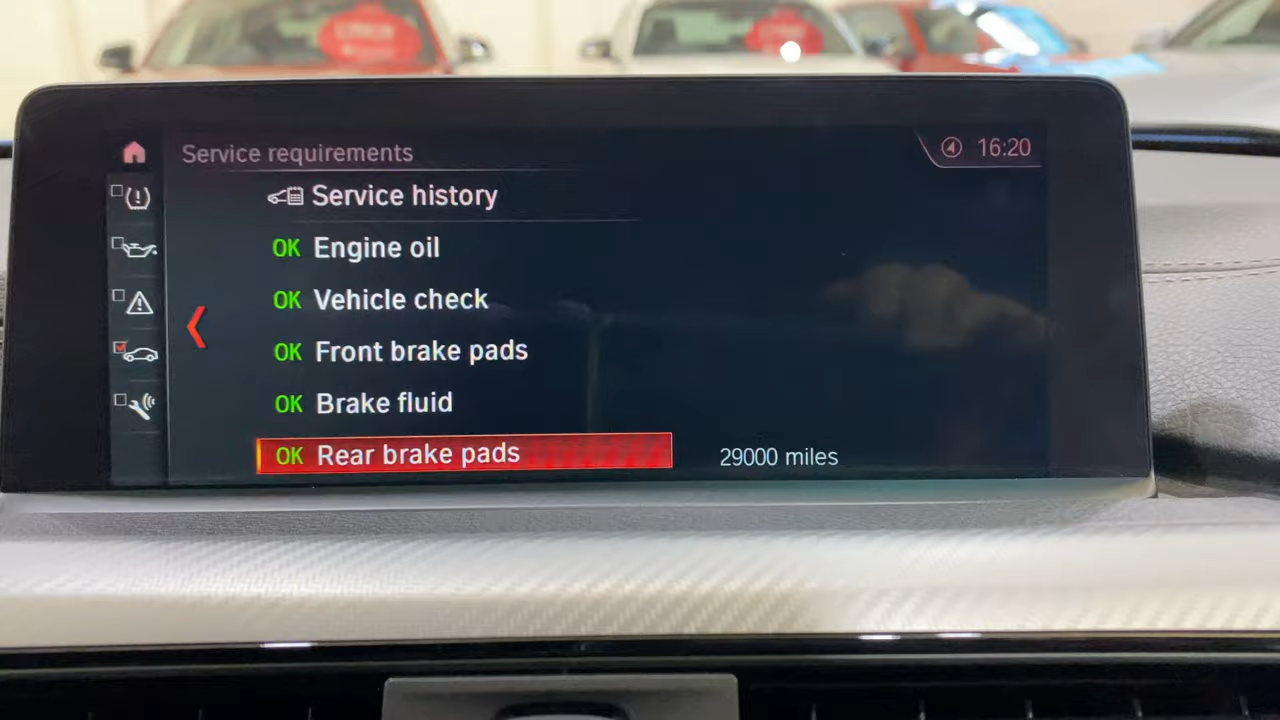 Service requirements
16:20
Service history
OK Engine oil
OK Vehicle check
OK Front brake pads
OK Brake fluid
OK Rear brake pads 29000 miles